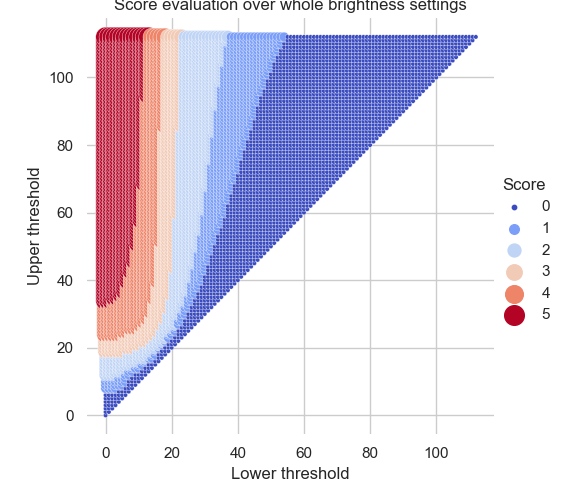 Score evaluation over whole brightness settings
Upper threshold
100
80
60
40
20
0
0 20 40 60 80 100
Lower threshold
Score
0
1
2
3
4
5